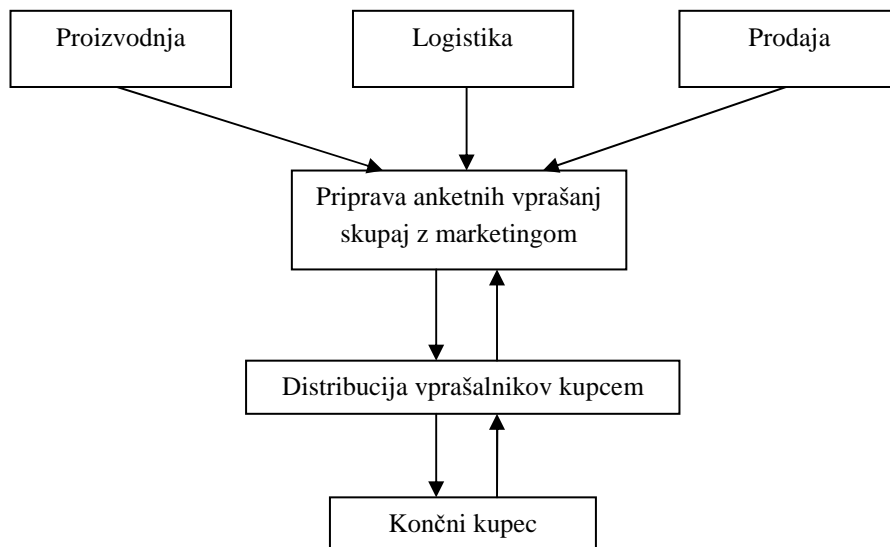 Proizvodnja
Logistika
Prodaja
Priprava anketnih vprašanj
skupaj z marketingom
Distribucija vprašalnikov kupcem
Končni kupec